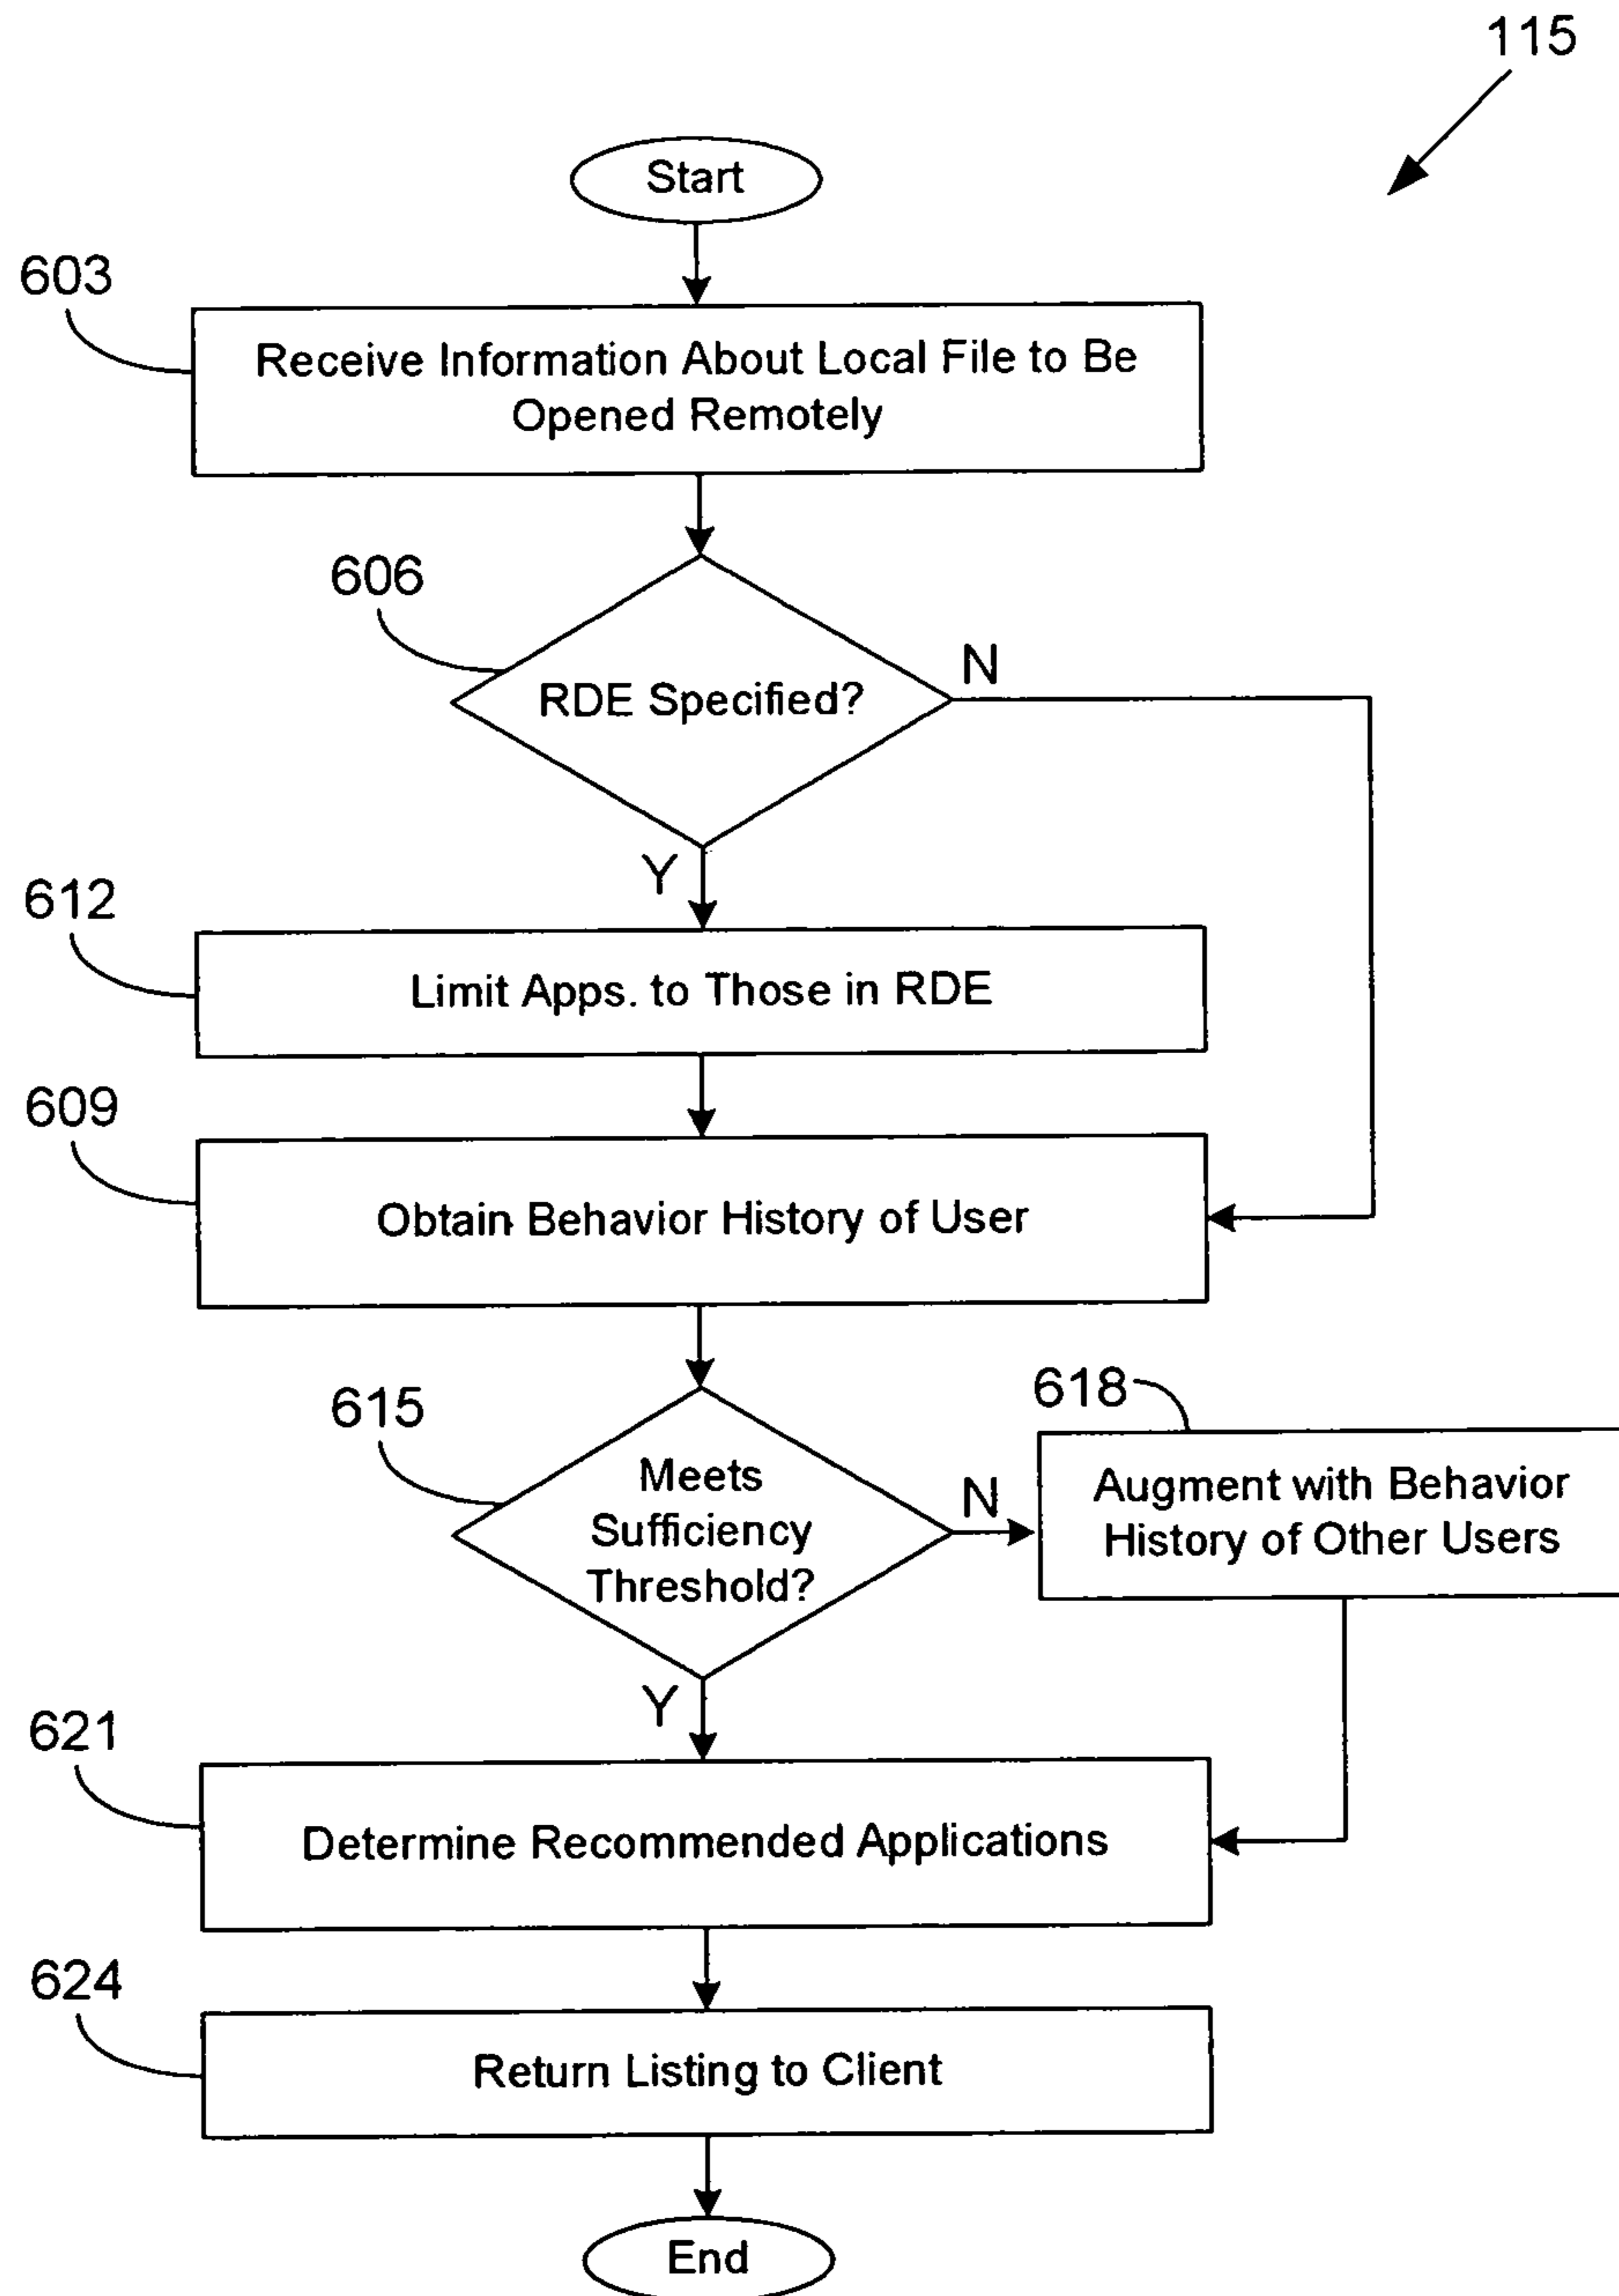 115
Start
603
Receive Information About Local File to Be
Opened Remotely
606
RDE Specified?
N
Y
612
Limit Apps. to Those in RDE
609
Obtain Behavior History of User
615
Meets
Sufficiency
Threshold?
N
618
Augment with Behavior
History of Other Users
Y
621
Determine Recommended Applications
624
Return Listing to Client
End